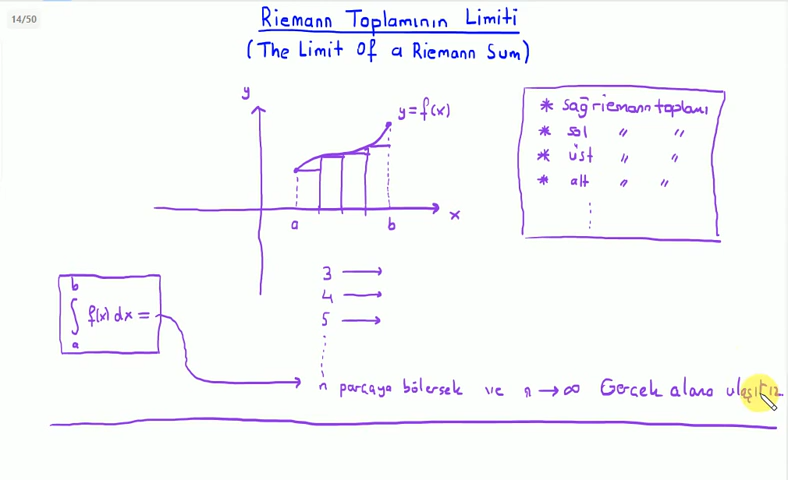 14/50
Riemann Toplamının Limiti
(The Limit Of a Riemann Sum)
y
y=f(x)
a
b
x
* sağ riemann toplamı
* sol " "
* üst " "
* alt " "
3 →
4 →
5 →
b
∫ f(x) dx =
a
n parçaya bölersek ve n → ∞ Gerçek alana ulaşırız